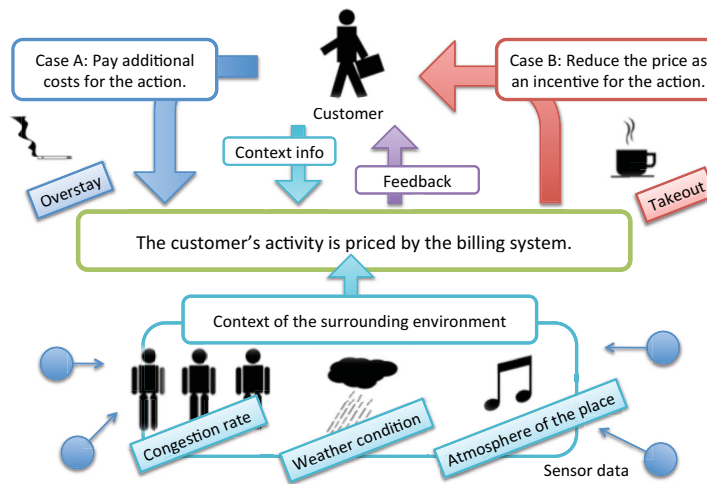 Case A: Pay additional
costs for the action.
Case B: Reduce the price as
an incentive for the action.
Customer
Context info
Feedback
Overstay
Takeout
The customer’s activity is priced by the billing system.
Context of the surrounding environment
Congestion rate
Weather condition
Atmosphere of the place
Sensor data